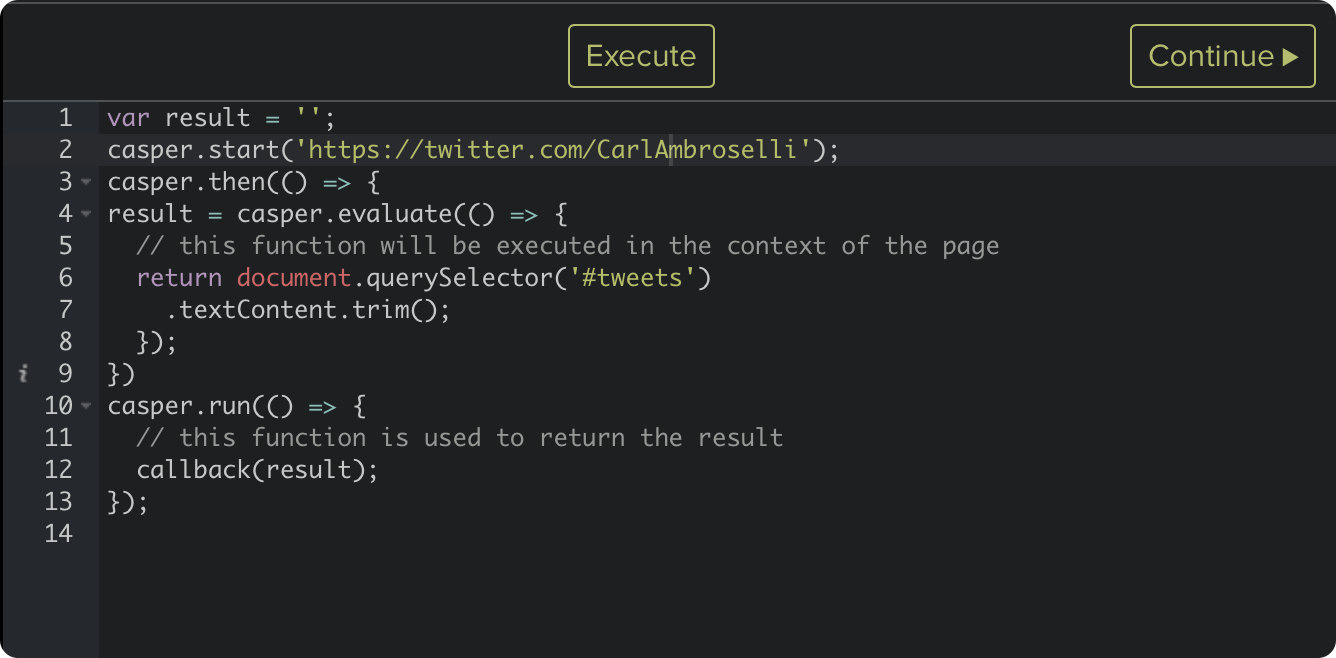 Execute
Continue ▶
1 var result = '';
2 casper.start('https://twitter.com/CarlAmbroselli');
3 casper.then(() => {
4 result = casper.evaluate(() => {
5   // this function will be executed in the context of the page
6   return document.querySelector('#tweets')
7     .textContent.trim();
8   });
i 9 })
10 casper.run(() => {
11   // this function is used to return the result
12   callback(result);
13 });
14